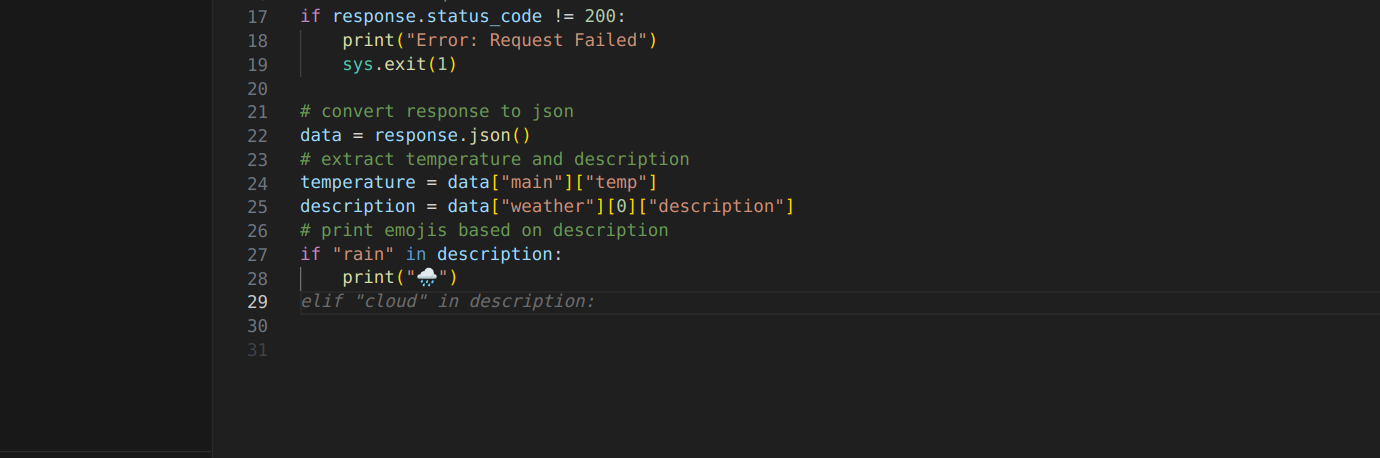 17 if response.status_code != 200:
18     print("Error: Request Failed")
19     sys.exit(1)
20
21 # convert response to json
22 data = response.json()
23 # extract temperature and description
24 temperature = data["main"]["temp"]
25 description = data["weather"][0]["description"]
26 # print emojis based on description
27 if "rain" in description:
28     print("🌧️")
29 elif "cloud" in description:
30
31